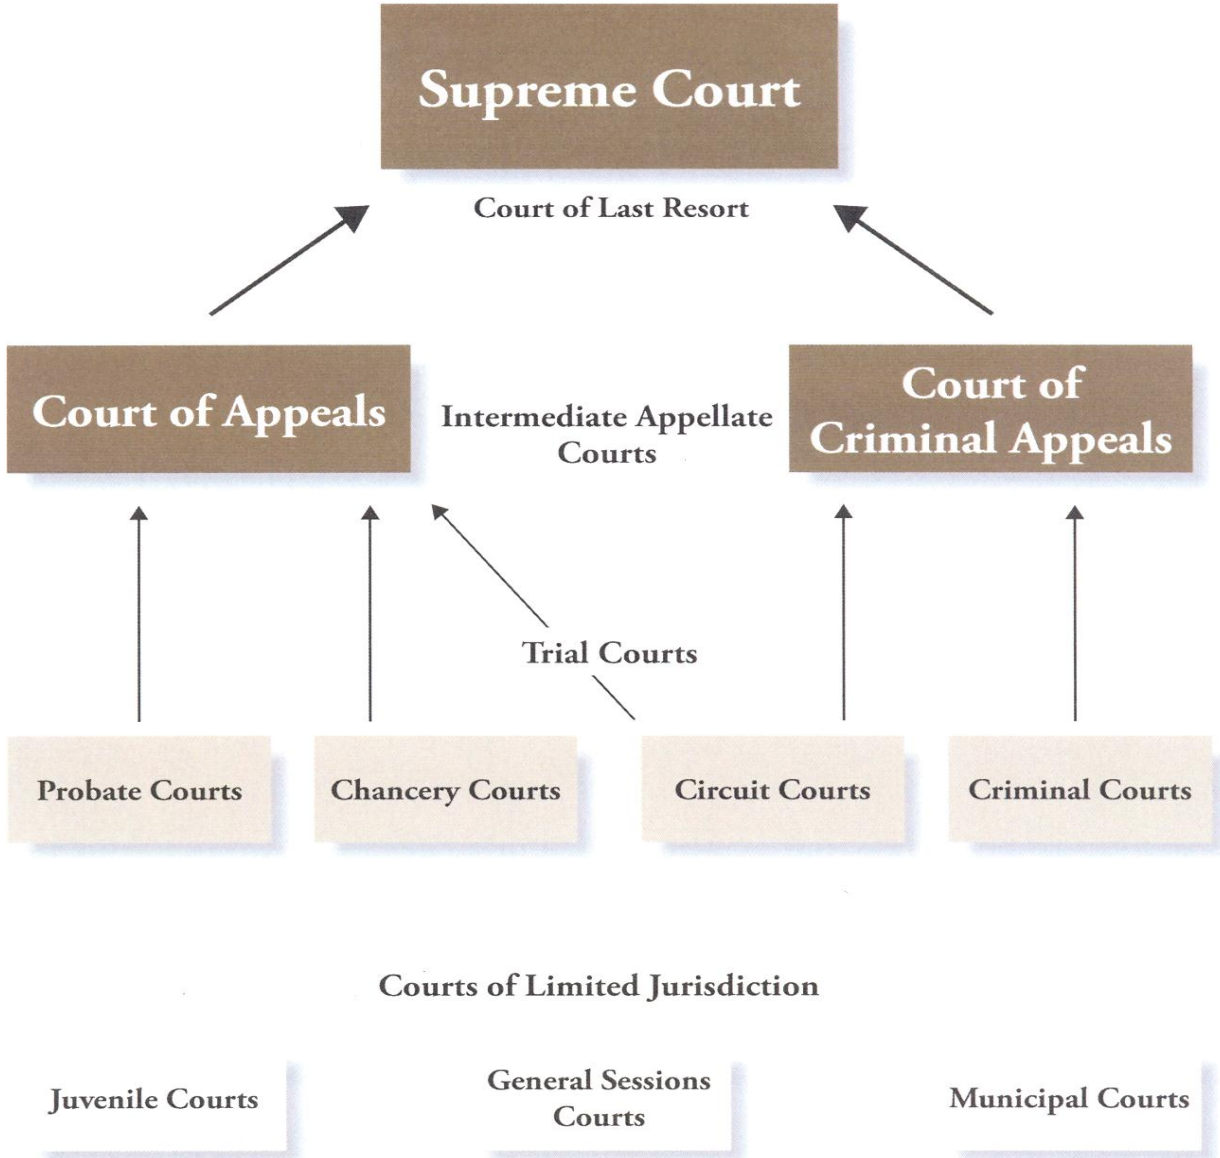 Supreme Court
Court of Last Resort
Court of Appeals
Intermediate Appellate
Courts
Court of
Criminal Appeals
Trial Courts
Probate Courts
Chancery Courts
Circuit Courts
Criminal Courts
Courts of Limited Jurisdiction
Juvenile Courts
General Sessions
Courts
Municipal Courts